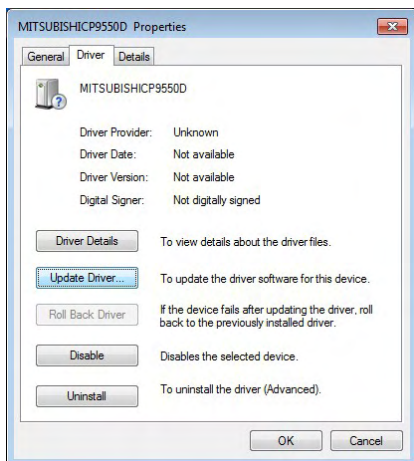 MITSUBISHICP9550D Properties
General Driver Details
MITSUBISHICP9550D
Driver Provider: Unknown
Driver Date: Not available
Driver Version: Not available
Digital Signer: Not digitally signed
Driver Details To view details about the driver files.
Update Driver... To update the driver software for this device.
Roll Back Driver If the device fails after updating the driver, roll
back to the previously installed driver.
Disable Disables the selected device.
Uninstall To uninstall the driver (Advanced).
OK Cancel